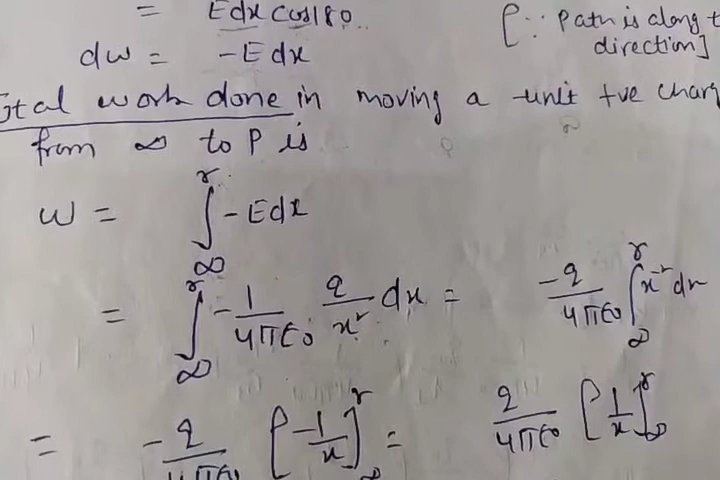 = Edx cos180 [∵ Path is along t
dw = -Edx direction]
otal work done in moving a unit +ve charg
from ∞ to P is
w = ∫_∞^r -Edx
= ∫_∞^r -1/4πε₀ q/x² dx = -q/4πε₀ ∫_∞^r x⁻² dx
= -q/4πε₀ [-1/x]_∞^r = q/4πε₀ [1/x]_∞^r